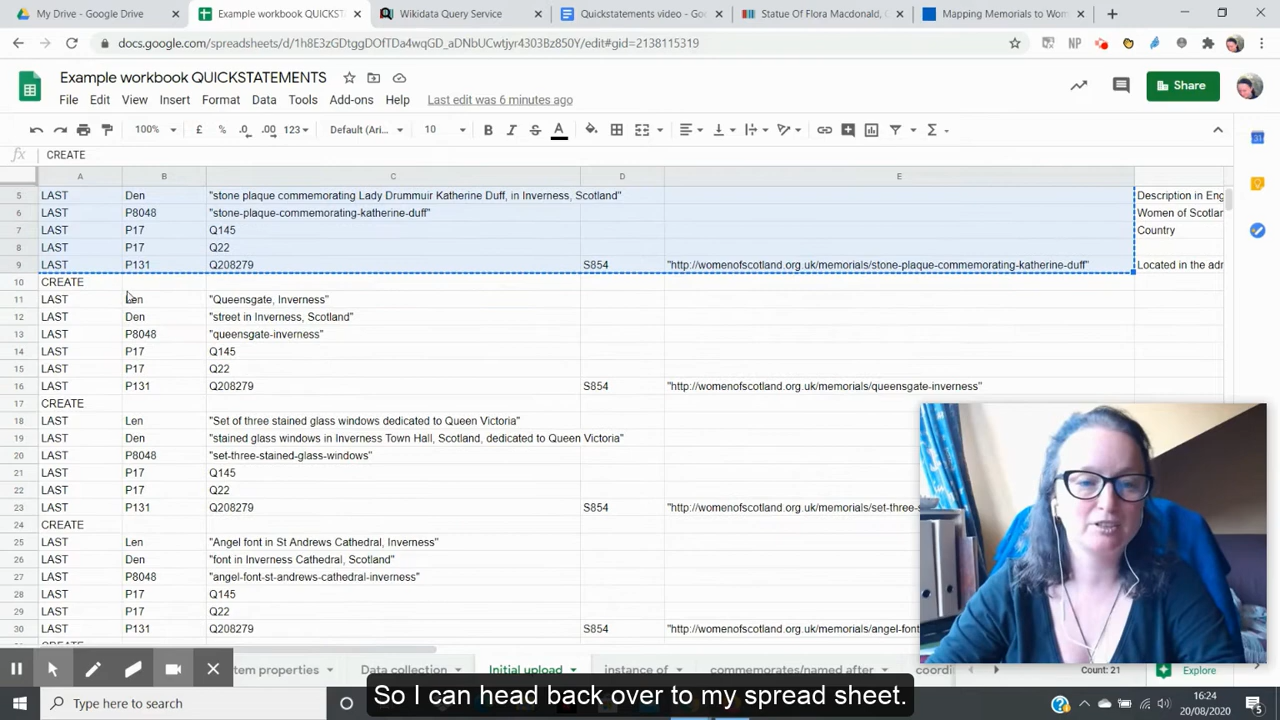 My Drive - Google Drive
Example workbook QUICKSTATEMENTS
Wikidata Query Service
Quickstatements video - Google
Statue Of Flora Macdonald, C
Mapping Memorials to Wom
docs.google.com/spreadsheets/d/1h8E3zGDtggDOfTDa4wqGD_aDNbUCwtjyr4303Bz850Y/edit#gid=2138115319
NP
Example workbook QUICKSTATEMENTS
Share
File Edit View Insert Format Data Tools Add-ons Help Last edit was 6 minutes ago
100% £ % .0 .00 123 Default (Ari... 10 B I S A
fx CREATE
A B C D E
5 LAST Den "stone plaque commemorating Lady Drummuir Katherine Duff, in Inverness, Scotland" Description in Eng
6 LAST P8048 "stone-plaque-commemorating-katherine-duff" Women of Scotlan
7 LAST P17 Q145 Country
8 LAST P17 Q22
9 LAST P131 Q208279 S854 "http://womenofscotland.org.uk/memorials/stone-plaque-commemorating-katherine-duff" Located in the adn
10 CREATE
11 LAST Len "Queensgate, Inverness"
12 LAST Den "street in Inverness, Scotland"
13 LAST P8048 "queensgate-inverness"
14 LAST P17 Q145
15 LAST P17 Q22
16 LAST P131 Q208279 S854 "http://womenofscotland.org.uk/memorials/queensgate-inverness"
17 CREATE
18 LAST Len "Set of three stained glass windows dedicated to Queen Victoria"
19 LAST Den "stained glass windows in Inverness Town Hall, Scotland, dedicated to Queen Victoria"
20 LAST P8048 "set-three-stained-glass-windows"
21 LAST P17 Q145
22 LAST P17 Q22
23 LAST P131 Q208279 S854 "http://womenofscotland.org.uk/memorials/set-three-s
24 CREATE
25 LAST Len "Angel font in St Andrews Cathedral, Inverness"
26 LAST Den "font in Inverness Cathedral, Scotland"
27 LAST P8048 "angel-font-st-andrews-cathedral-inverness"
28 LAST P17 Q145
29 LAST P17 Q22
30 LAST P131 Q208279 S854 "http://womenofscotland.org.uk/memorials/angel-font
tem properties Data collection Initial upload instance of commemorates/named after coordi Count: 21 Explore
So I can head back over to my spread sheet.
Type here to search
16:24
20/08/2020
5